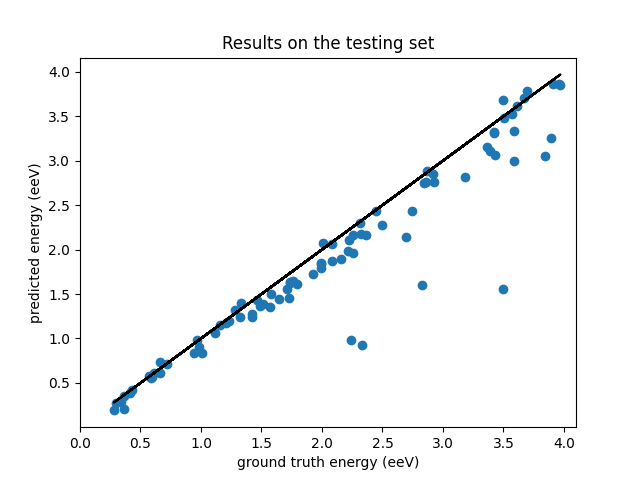 Results on the testing set
4.0
3.5
3.0
2.5
2.0
1.5
1.0
0.5
predicted energy (eeV)
0.0 0.5 1.0 1.5 2.0 2.5 3.0 3.5 4.0
ground truth energy (eeV)